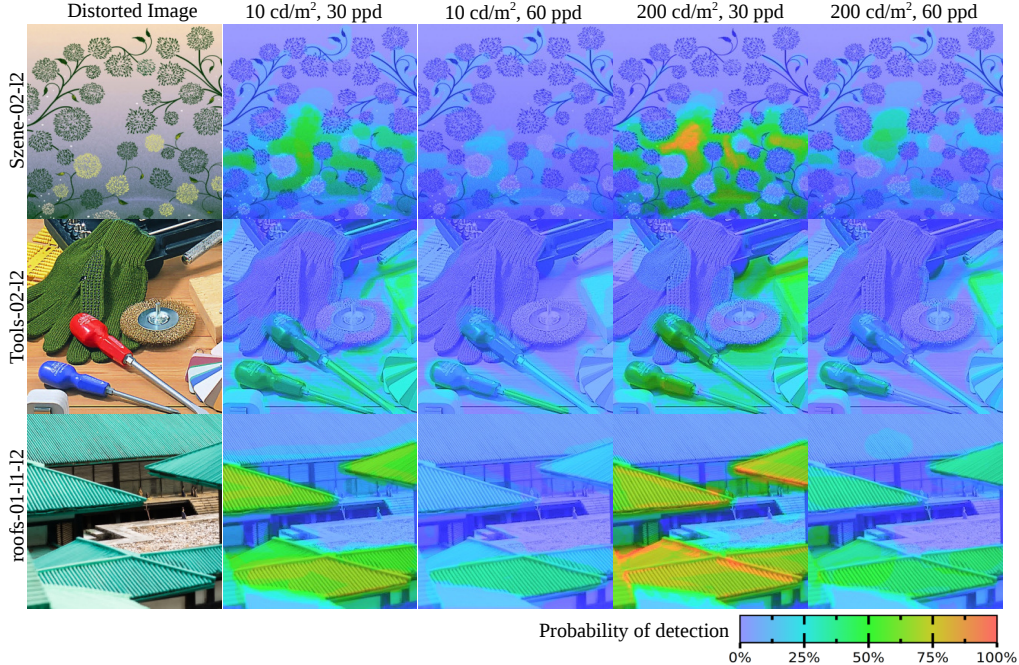 Distorted Image
10 cd/m², 30 ppd
10 cd/m², 60 ppd
200 cd/m², 30 ppd
200 cd/m², 60 ppd
Szene-02-l2
Tools-02-l2
roofs-01-l1-l2
Probability of detection
0%
25%
50%
75%
100%